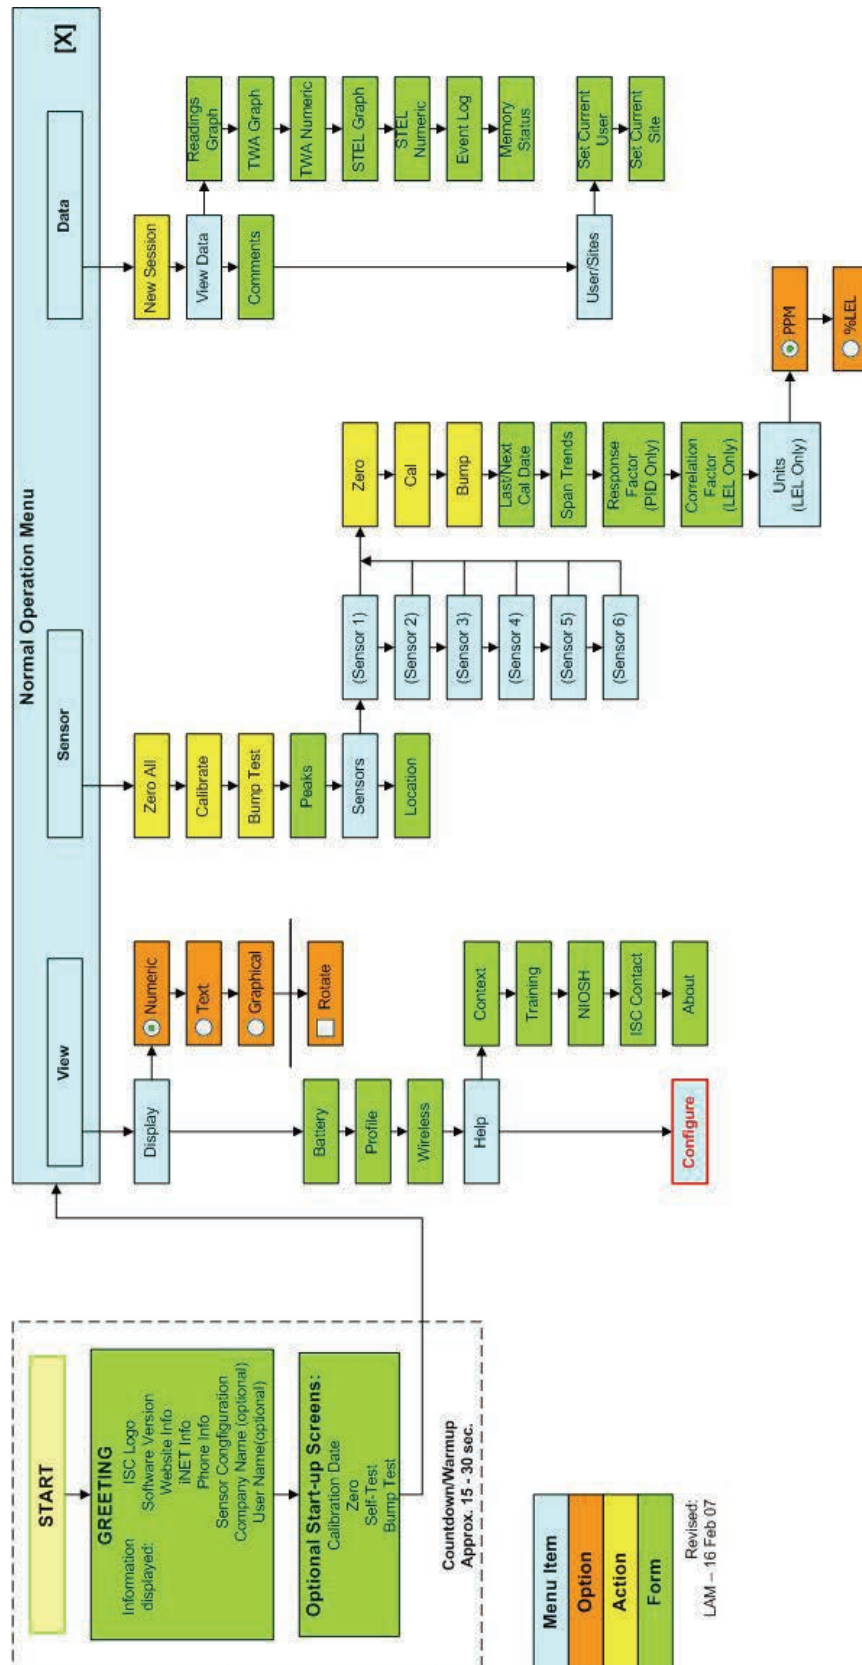 START
GREETING
Information
displayed:
ISC Logo
Software Version
Website Info
iNET Info
Phone Info
Sensor Congfiguration
Company Name (optional)
User Name(optional)
Optional Start-up Screens:
Calibration Date
Zero
Self-Test
Bump Test
Countdown/Warmup
Approx. 15 - 30 sec.
Menu Item
Option
Action
Form
Revised:
LAM – 16 Feb 07
Normal Operation Menu
[X]
View
Display
Numeric
Text
Graphical
Rotate
Battery
Profile
Wireless
Help
Context
Training
NIOSH
ISC Contact
About
Configure
Sensor
Zero All
Calibrate
Bump Test
Peaks
Sensors
Location
(Sensor 1)
(Sensor 2)
(Sensor 3)
(Sensor 4)
(Sensor 5)
(Sensor 6)
Zero
Cal
Bump
Last/Next
Cal Date
Span Trends
Response
Factor
(PID Only)
Correlation
Factor
(LEL Only)
Units
(LEL Only)
PPM
%LEL
Data
New Session
View Data
Comments
Readings
Graph
TWA Graph
TWA Numeric
STEL Graph
STEL
Numeric
Event Log
Memory
Status
User/Sites
Set Current
User
Set Current
Site